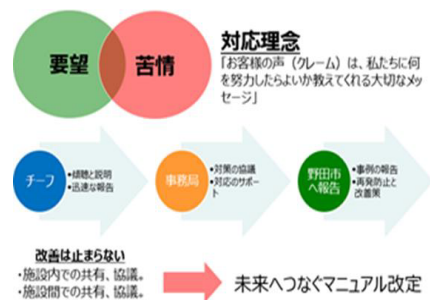 要望
苦情
対応理念
「お客様の声（クレーム）は、私たちに何
を努力したらよいか教えてくれる大切なメッ
セージ」
チーフ
•傾聴と説明
•迅速な報告
事務局
•対策の協議
•対応のサポー
ト
野田市
へ報告
•事例の報告
•再発防止と
改善策
改善は止まらない
・施設内での共有、協議。
・施設間での共有、協議。
未来へつなぐマニュアル改定